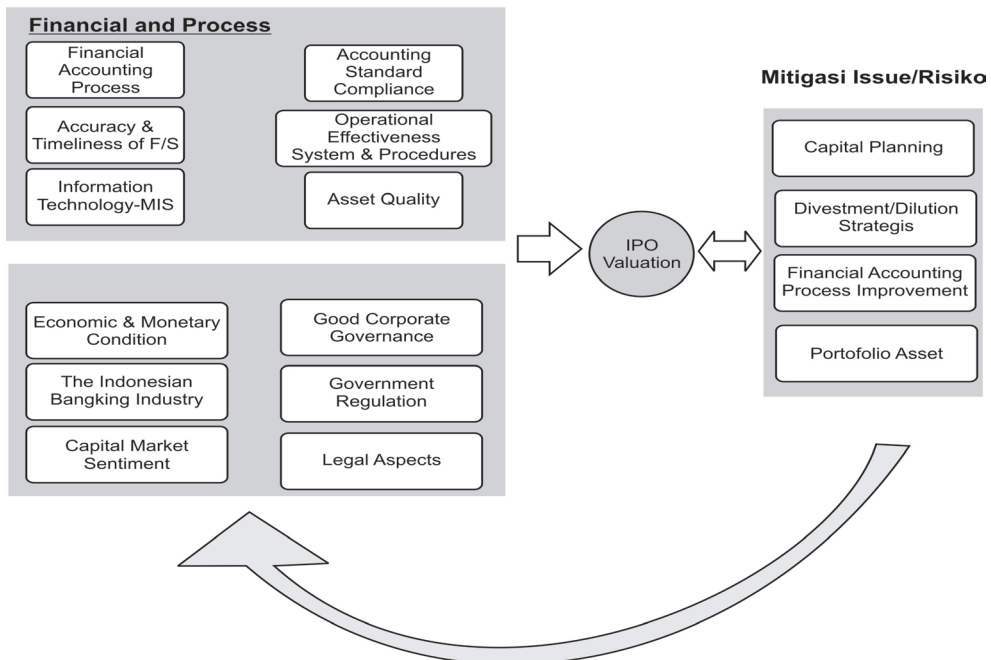 Financial and Process
Financial
Accounting
Process
Accounting
Standard
Compliance
Accuracy &
Timeliness of F/S
Operational
Effectiveness
System & Procedures
Information
Technology-MIS
Asset Quality
Economic & Monetary
Condition
Good Corporate
Governance
The Indonesian
Bangking Industry
Government
Regulation
Capital Market
Sentiment
Legal Aspects
IPO
Valuation
Mitigasi Issue/Risiko
Capital Planning
Divestment/Dilution
Strategis
Financial Accounting
Process Improvement
Portofolio Asset